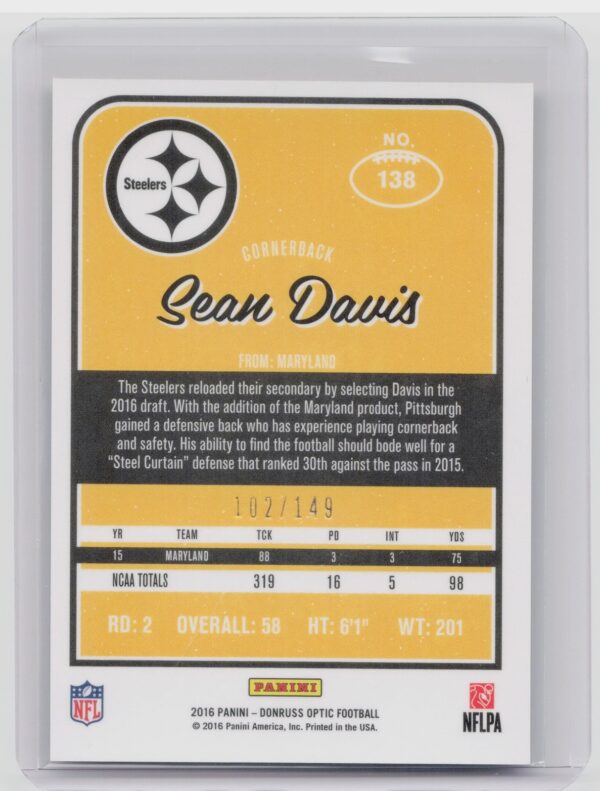 Steelers
NO.
138
CORNERBACK
Sean Davis
FROM: MARYLAND
The Steelers reloaded their secondary by selecting Davis in the
2016 draft. With the addition of the Maryland product, Pittsburgh
gained a defensive back who has experience playing cornerback
and safety. His ability to find the football should bode well for a
“Steel Curtain” defense that ranked 30th against the pass in 2015.
102/149
YR TEAM TCK PD INT YDS
15 MARYLAND 88 3 3 75
NCAA TOTALS 319 16 5 98
RD: 2 OVERALL: 58 HT: 6'1" WT: 201
PANINI
NFL
2016 PANINI – DONRUSS OPTIC FOOTBALL
© 2016 Panini America, Inc. Printed in the USA.
NFLPA